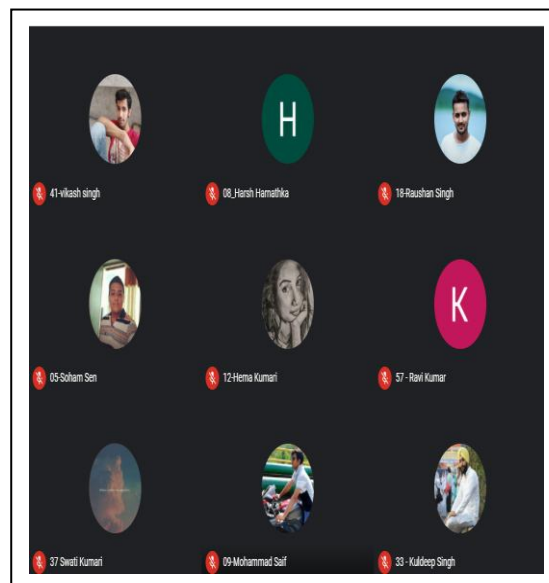 H
41-vikash singh
08_Harsh Hamathka
18-Raushan Singh
K
05-Soham Sen
12-Hema Kumari
57 - Ravi Kumar
37 Swati Kumari
09-Mohammad Saif
33 - Kuldeep Singh